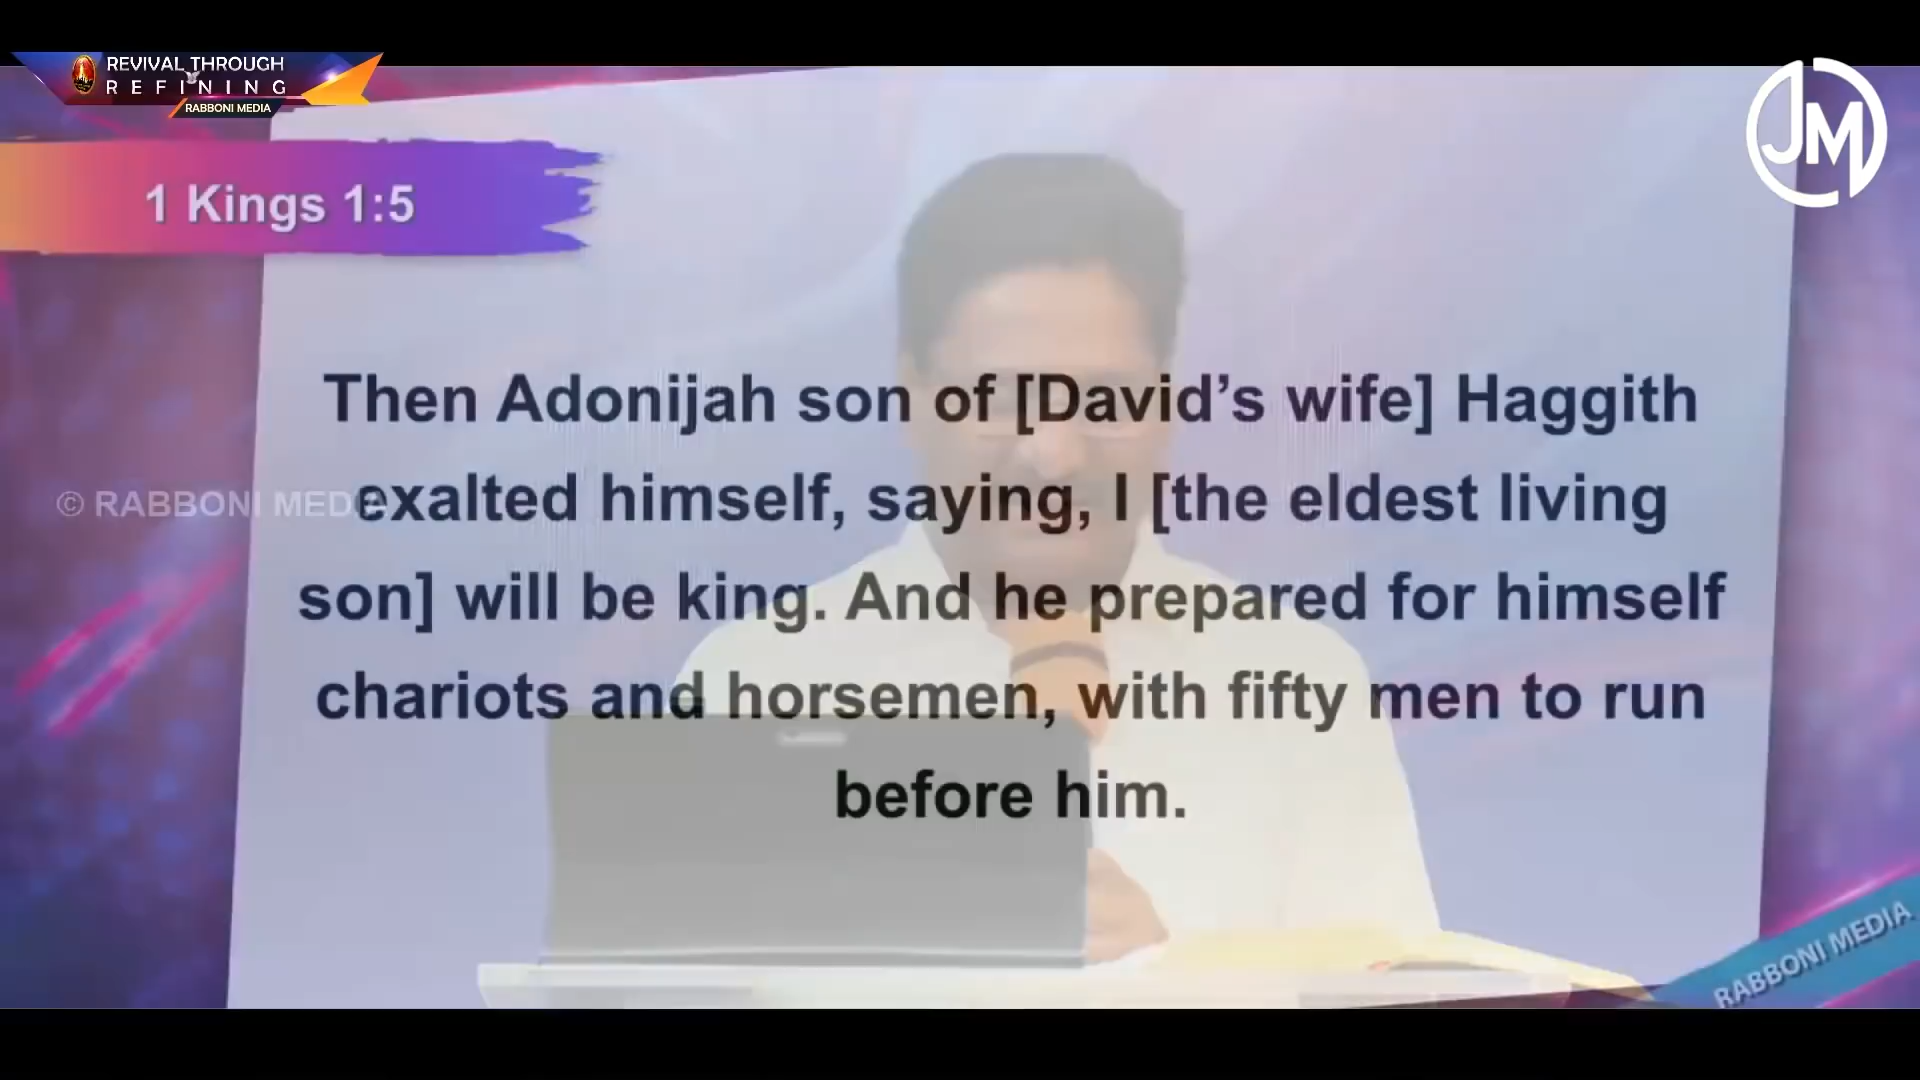 REVIVAL THROUGH
REFINING
RABBONI MEDIA
JM
1 Kings 1:5
Then Adonijah son of [David’s wife] Haggith
exalted himself, saying, I [the eldest living
son] will be king. And he prepared for himself
chariots and horsemen, with fifty men to run
before him.
© RABBONI MEDIA
RABBONI MEDIA